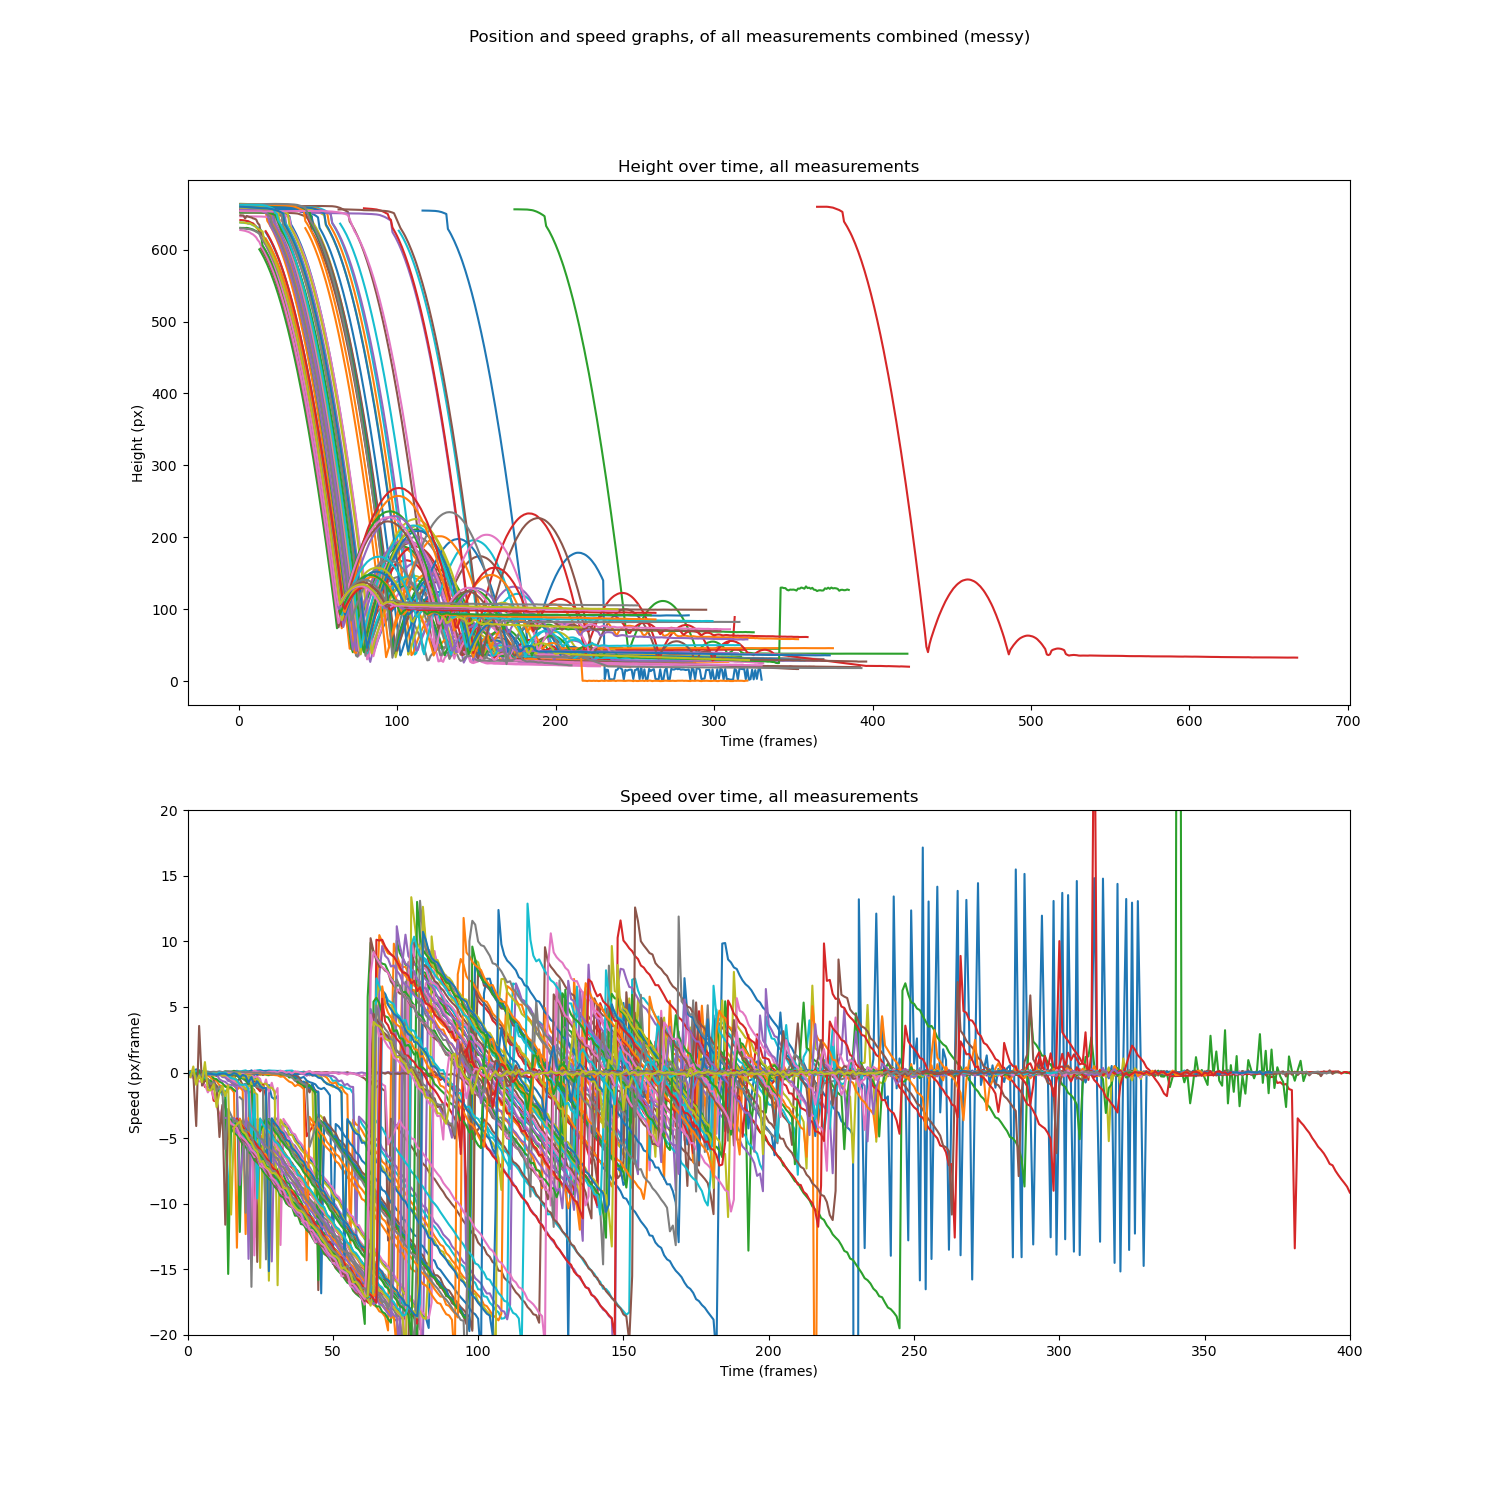 Position and speed graphs, of all measurements combined (messy)
Height over time, all measurements
600
500
400
300
200
100
0
Height (px)
0 100 200 300 400 500 600 700
Time (frames)
Speed over time, all measurements
20
15
10
5
0
−5
−10
−15
−20
Speed (px/frame)
0 50 100 150 200 250 300 350 400
Time (frames)